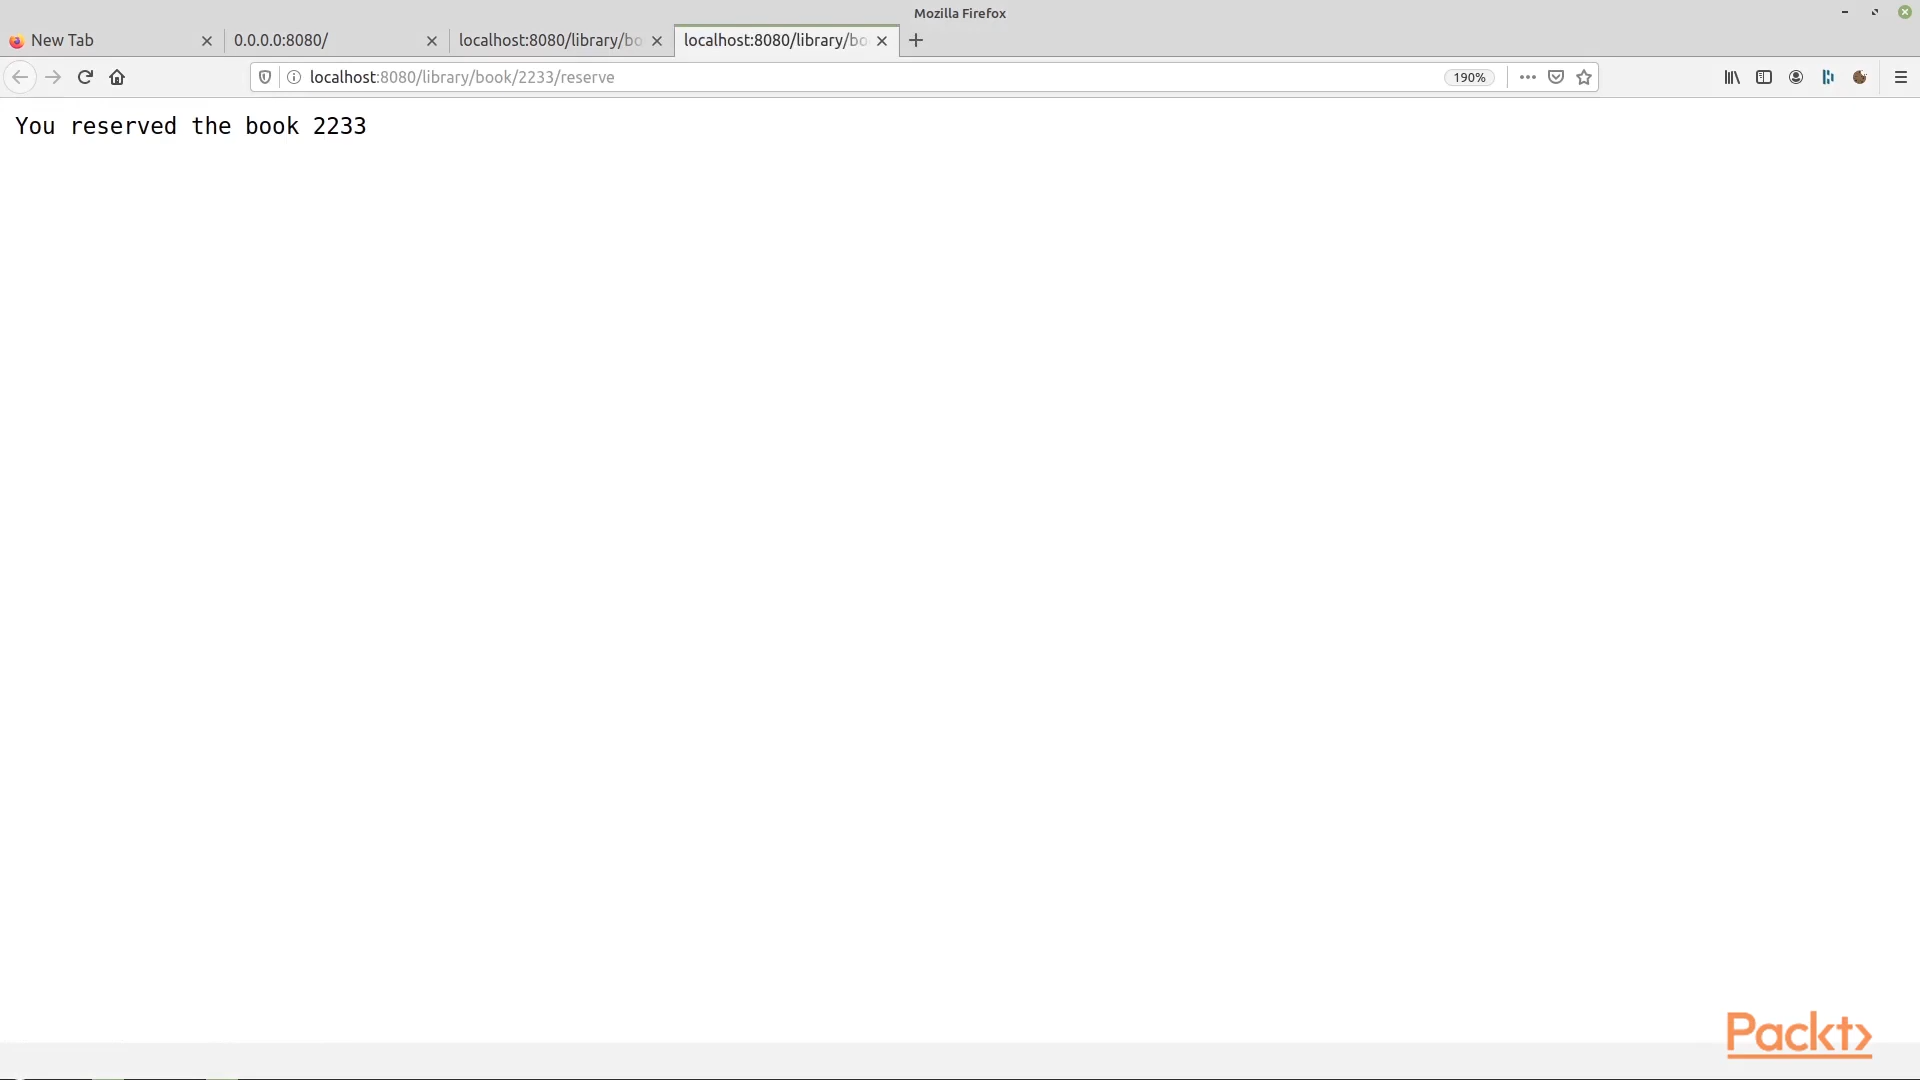 Mozilla Firefox
New Tab
0.0.0.0:8080/
localhost:8080/library/bo
localhost:8080/library/bo
localhost:8080/library/book/2233/reserve
190%
You reserved the book 2233
Packt